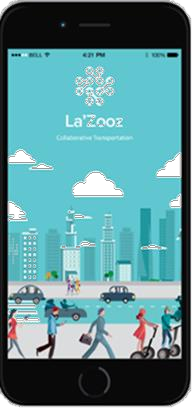 BELL 4:21 PM 100%
La'Zooz
Collaborative Transportation